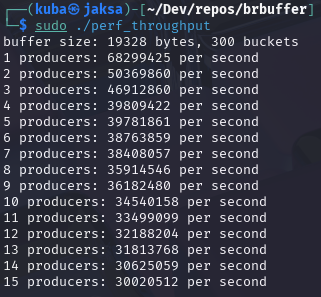 ┌──(kuba㉿jaksa)-[~/Dev/repos/brbuffer]
└─$ sudo ./perf_throughput
buffer size: 19328 bytes, 300 buckets
1 producers: 68299425 per second
2 producers: 50369860 per second
3 producers: 46912860 per second
4 producers: 39809422 per second
5 producers: 39781861 per second
6 producers: 38763859 per second
7 producers: 38408057 per second
8 producers: 35914546 per second
9 producers: 36182480 per second
10 producers: 34540158 per second
11 producers: 33499099 per second
12 producers: 32188204 per second
13 producers: 31813768 per second
14 producers: 30625059 per second
15 producers: 30020512 per second